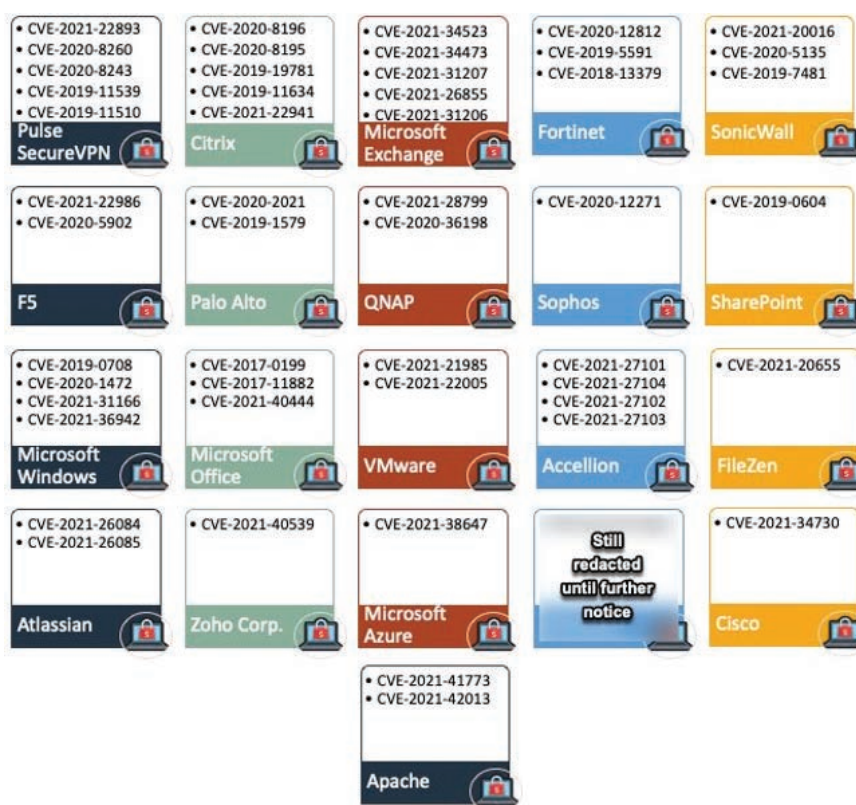 • CVE-2021-22893
• CVE-2020-8260
• CVE-2020-8243
• CVE-2019-11539
• CVE-2019-11510
Pulse
SecureVPN
• CVE-2020-8196
• CVE-2020-8195
• CVE-2019-19781
• CVE-2019-11634
• CVE-2021-22941
Citrix
• CVE-2021-34523
• CVE-2021-34473
• CVE-2021-31207
• CVE-2021-26855
• CVE-2021-31206
Microsoft
Exchange
• CVE-2020-12812
• CVE-2019-5591
• CVE-2018-13379
Fortinet
• CVE-2021-20016
• CVE-2020-5135
• CVE-2019-7481
SonicWall
• CVE-2021-22986
• CVE-2020-5902
F5
• CVE-2020-2021
• CVE-2019-1579
Palo Alto
• CVE-2021-28799
• CVE-2020-36198
QNAP
• CVE-2020-12271
Sophos
• CVE-2019-0604
SharePoint
• CVE-2019-0708
• CVE-2020-1472
• CVE-2021-31166
• CVE-2021-36942
Microsoft
Windows
• CVE-2017-0199
• CVE-2017-11882
• CVE-2021-40444
Microsoft
Office
• CVE-2021-21985
• CVE-2021-22005
VMware
• CVE-2021-27101
• CVE-2021-27104
• CVE-2021-27102
• CVE-2021-27103
Accellion
• CVE-2021-20655
FileZen
• CVE-2021-26084
• CVE-2021-26085
Atlassian
• CVE-2021-40539
Zoho Corp.
• CVE-2021-38647
Microsoft
Azure
Still
redacted
until further
notice
• CVE-2021-34730
Cisco
• CVE-2021-41773
• CVE-2021-42013
Apache